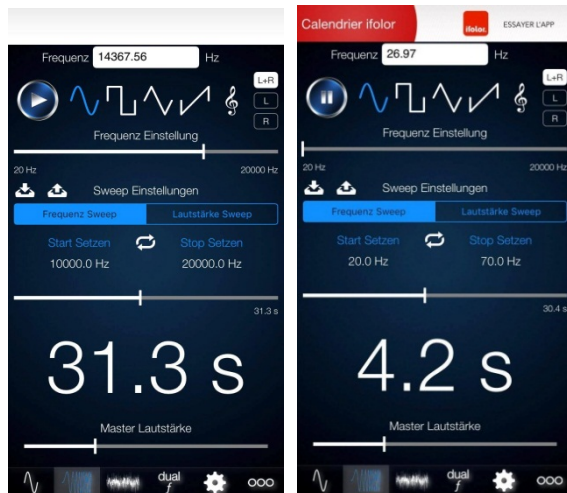 Frequenz 14367.56 Hz
L+R
L
R
Frequenz Einstellung
20 Hz 20000 Hz
Sweep Einstellungen
Frequenz Sweep Lautstärke Sweep
Start Setzen Stop Setzen
10000.0 Hz 20000.0 Hz
31.3 s
31.3 s
Master Lautstärke
dual
f
Calendrier ifolor ifolor ESSAYER L'APP
Frequenz 26.97 Hz
L+R
L
R
Frequenz Einstellung
20 Hz 20000 Hz
Sweep Einstellungen
Frequenz Sweep Lautstärke Sweep
Start Setzen Stop Setzen
20.0 Hz 70.0 Hz
30.4 s
4.2 s
Master Lautstärke
dual
f